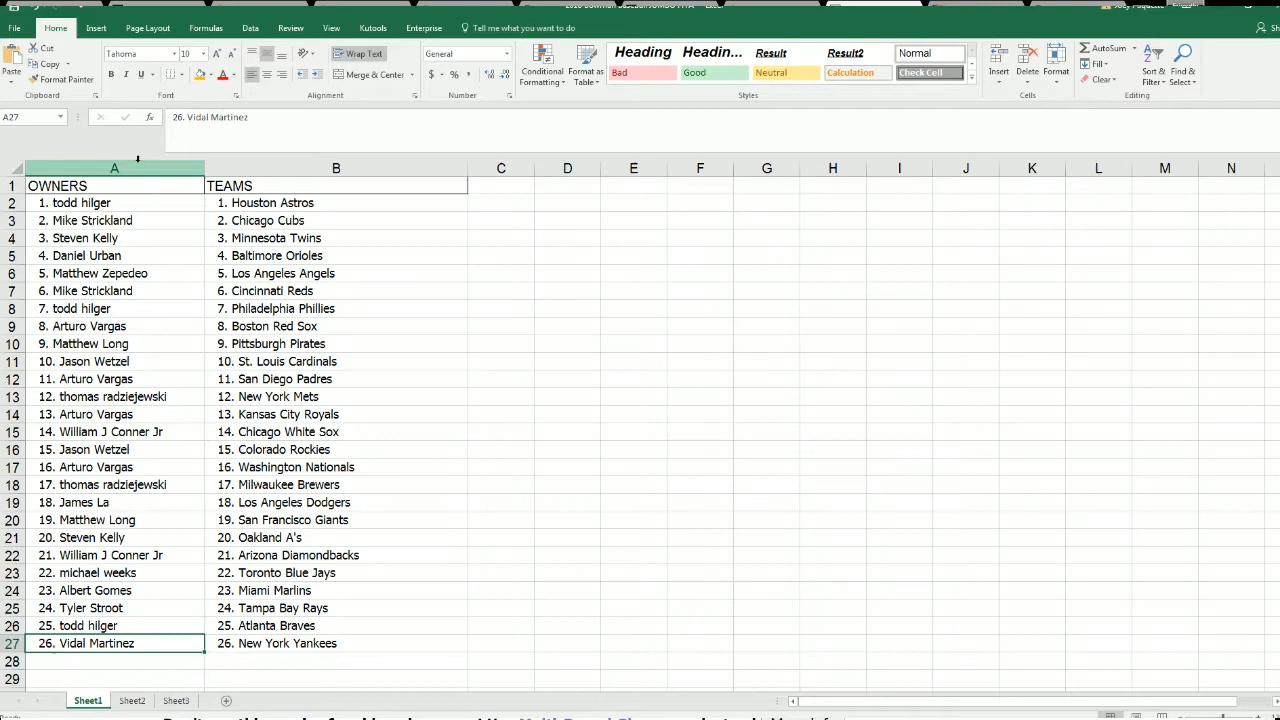 File Home Insert Page Layout Formulas Data Review View Kutools Enterprise Tell me what you want to do
Cut
Copy
Format Painter
Paste
Clipboard
Tahoma 10
B I U
Font
Wrap Text
Merge & Center
Alignment
General
$ % ,
Number
Conditional Formatting
Format as Table
Heading Headin... Result Result2 Normal
Bad Good Neutral Calculation Check Cell
Styles
Insert Delete Format
Cells
AutoSum
Fill
Clear
Sort & Filter
Find & Select
Editing
A27 fx 26. Vidal Martinez
A B C D E F G H I J K L M N
1 OWNERS TEAMS
2 1. todd hilger 1. Houston Astros
3 2. Mike Strickland 2. Chicago Cubs
4 3. Steven Kelly 3. Minnesota Twins
5 4. Daniel Urban 4. Baltimore Orioles
6 5. Matthew Zepedeo 5. Los Angeles Angels
7 6. Mike Strickland 6. Cincinnati Reds
8 7. todd hilger 7. Philadelphia Phillies
9 8. Arturo Vargas 8. Boston Red Sox
10 9. Matthew Long 9. Pittsburgh Pirates
11 10. Jason Wetzel 10. St. Louis Cardinals
12 11. Arturo Vargas 11. San Diego Padres
13 12. thomas radziejewski 12. New York Mets
14 13. Arturo Vargas 13. Kansas City Royals
15 14. William J Conner Jr 14. Chicago White Sox
16 15. Jason Wetzel 15. Colorado Rockies
17 16. Arturo Vargas 16. Washington Nationals
18 17. thomas radziejewski 17. Milwaukee Brewers
19 18. James La 18. Los Angeles Dodgers
20 19. Matthew Long 19. San Francisco Giants
21 20. Steven Kelly 20. Oakland A's
22 21. William J Conner Jr 21. Arizona Diamondbacks
23 22. michael weeks 22. Toronto Blue Jays
24 23. Albert Gomes 23. Miami Marlins
25 24. Tyler Stroot 24. Tampa Bay Rays
26 25. todd hilger 25. Atlanta Braves
27 26. Vidal Martinez 26. New York Yankees
28
29
Sheet1 Sheet2 Sheet3